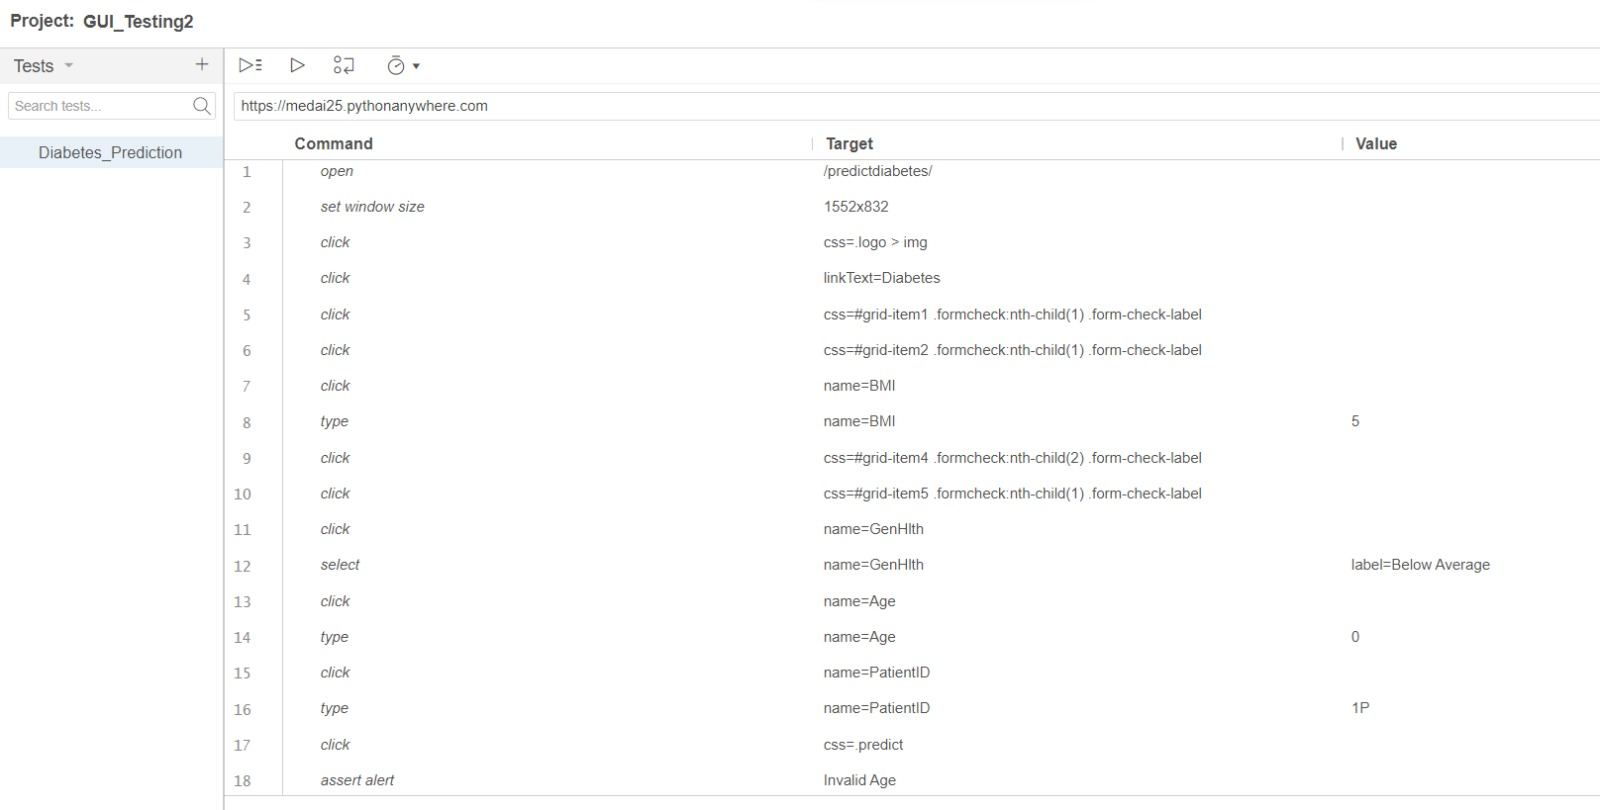 Project: GUI_Testing2
Tests
Search tests...
https://medai25.pythonanywhere.com
Diabetes_Prediction
Command Target Value
1 open /predictdiabetes/
2 set window size 1552x832
3 click css=.logo > img
4 click linkText=Diabetes
5 click css=#grid-item1 .formcheck:nth-child(1) .form-check-label
6 click css=#grid-item2 .formcheck:nth-child(1) .form-check-label
7 click name=BMI
8 type name=BMI 5
9 click css=#grid-item4 .formcheck:nth-child(2) .form-check-label
10 click css=#grid-item5 .formcheck:nth-child(1) .form-check-label
11 click name=GenHlth
12 select name=GenHlth label=Below Average
13 click name=Age
14 type name=Age 0
15 click name=PatientID
16 type name=PatientID 1P
17 click css=.predict
18 assert alert Invalid Age